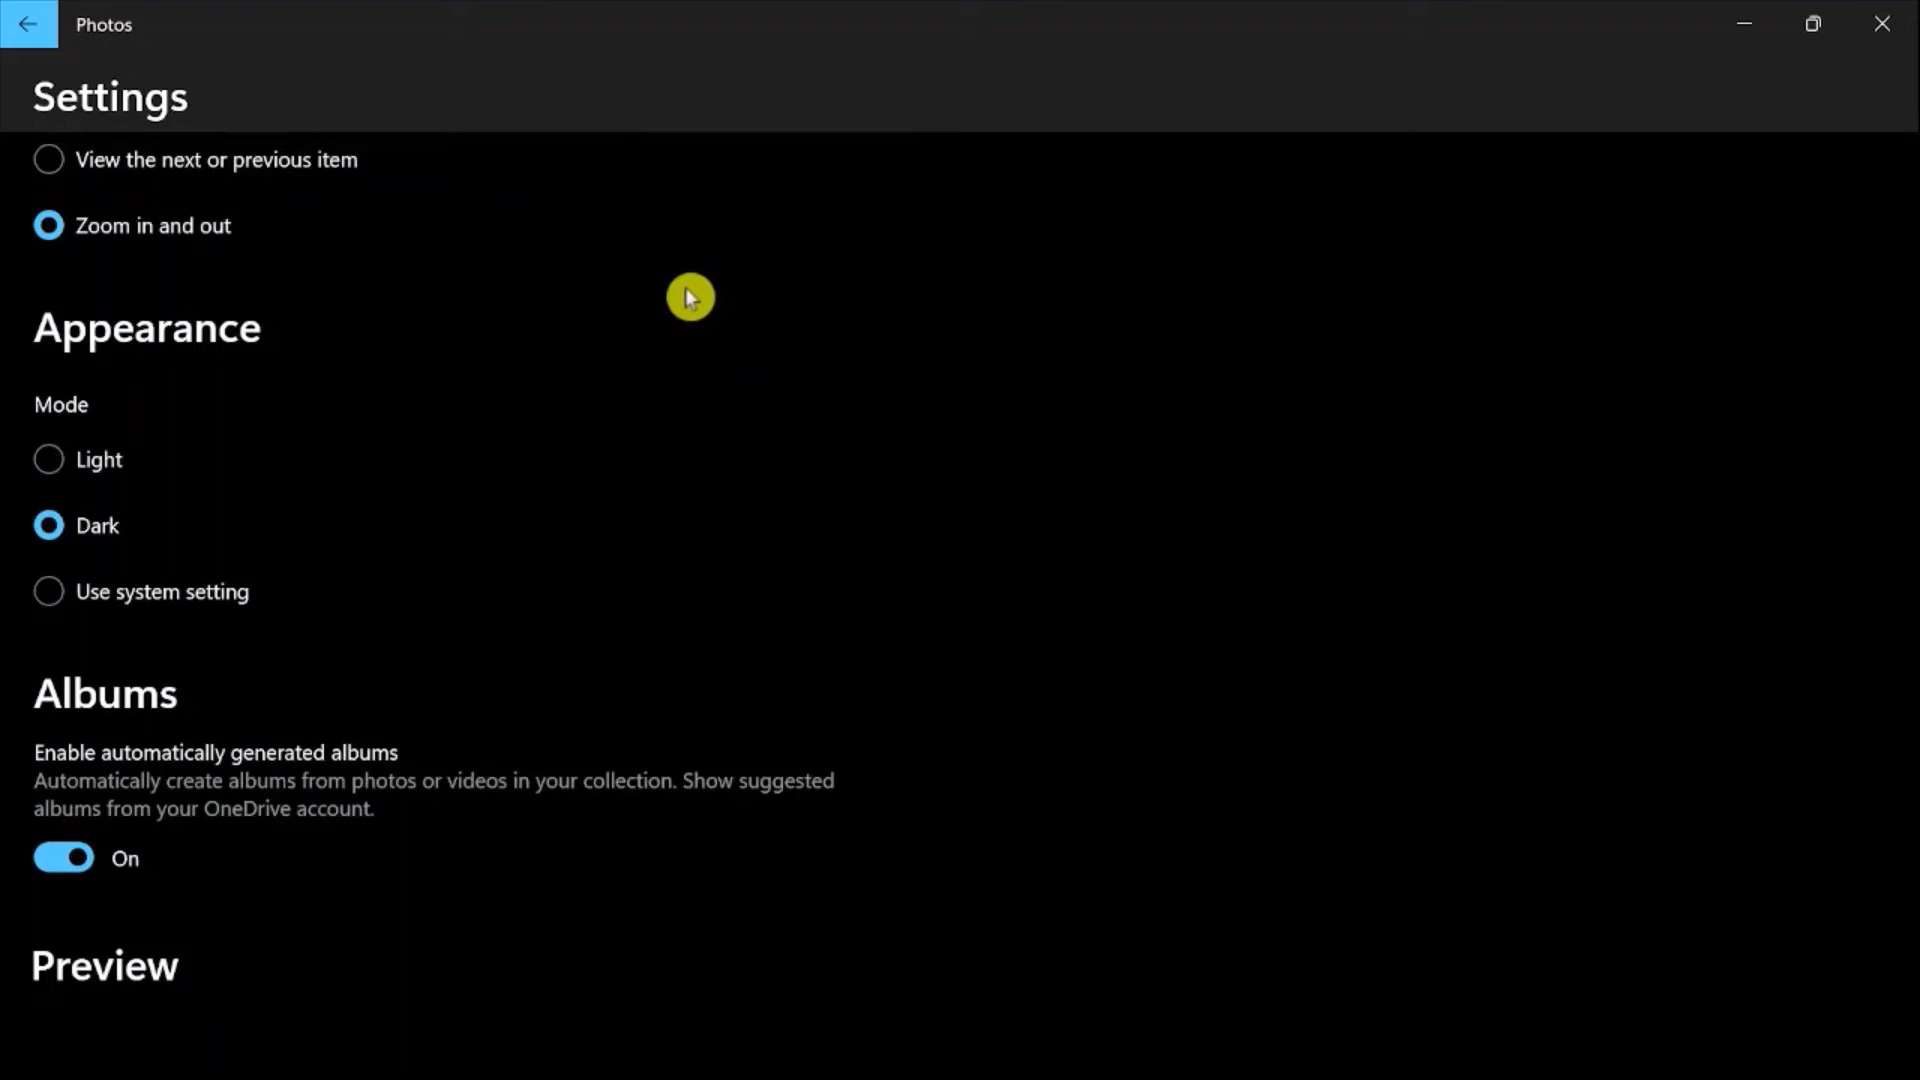 Photos
Settings
View the next or previous item
Zoom in and out
Appearance
Mode
Light
Dark
Use system setting
Albums
Enable automatically generated albums
Automatically create albums from photos or videos in your collection. Show suggested
albums from your OneDrive account.
On
Preview